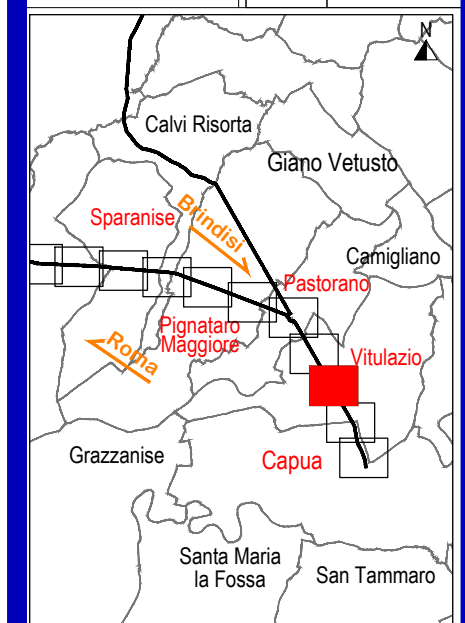 N
Calvi Risorta
Giano Vetusto
Sparanise
Brindisi
Camigliano
Pastorano
Pignataro
Maggiore
Vitulazio
Roma
Grazzanise
Capua
Santa Maria
la Fossa
San Tammaro